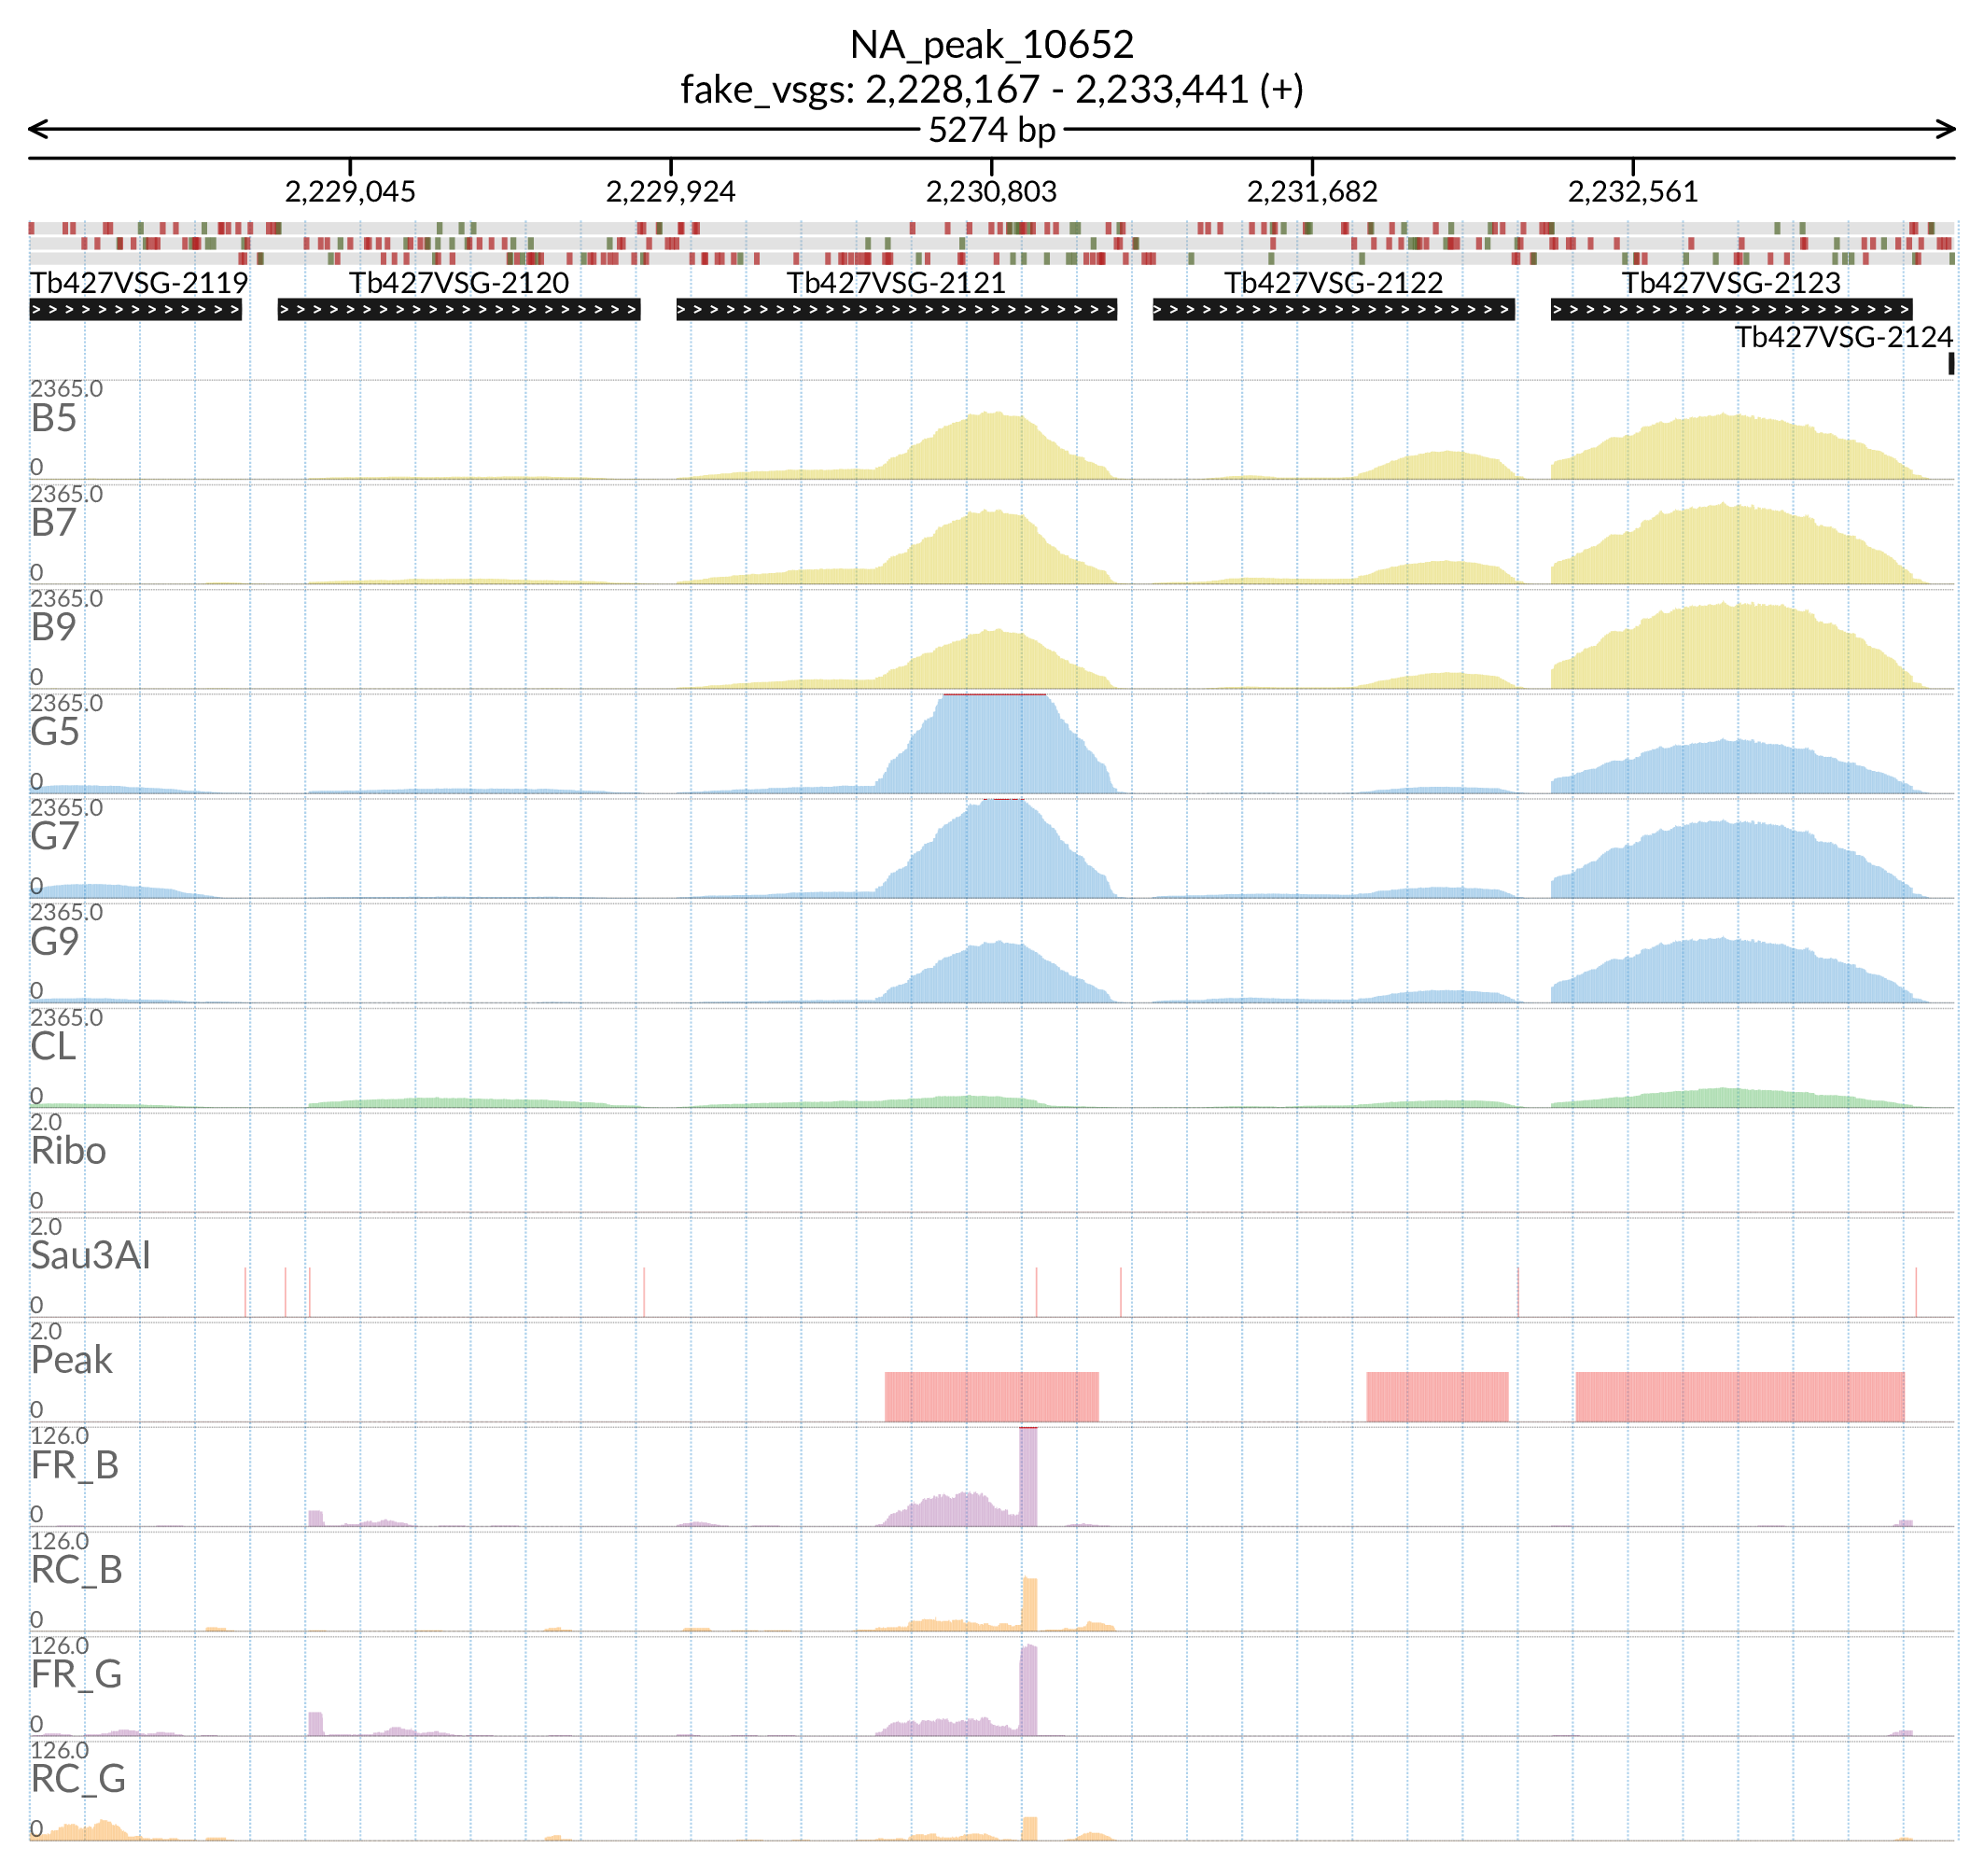 NA_peak_10652
fake_vsgs: 2,228,167 - 2,233,441 (+)
5274 bp
2,229,045 2,229,924 2,230,803 2,231,682 2,232,561
Tb427VSG-2119 Tb427VSG-2120 Tb427VSG-2121 Tb427VSG-2122 Tb427VSG-2123
Tb427VSG-2124
2365.0
B5
0
2365.0
B7
0
2365.0
B9
0
2365.0
G5
0
2365.0
G7
0
2365.0
G9
0
2365.0
CL
0
2.0
Ribo
0
2.0
Sau3AI
0
2.0
Peak
0
126.0
FR_B
0
126.0
RC_B
0
126.0
FR_G
0
126.0
RC_G
0